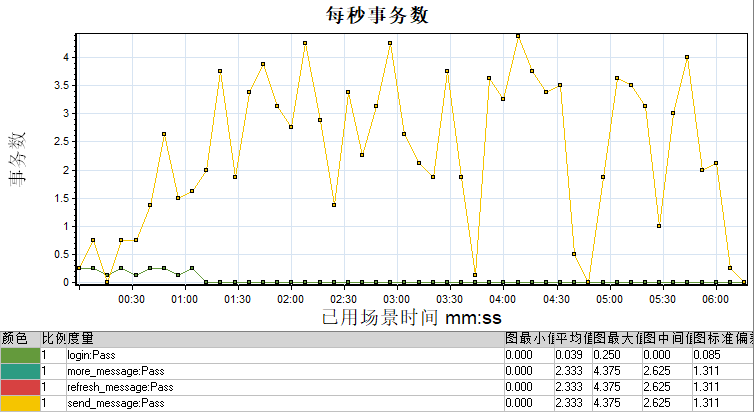 每秒事务数
事务数
4
3.5
3
2.5
2
1.5
1
0.5
0
00:30 01:00 01:30 02:00 02:30 03:00 03:30 04:00 04:30 05:00 05:30 06:00
已用场景时间 mm:ss
颜色 比例 度量 图最小值 平均值 图最大值 图中间值 图标准偏差
1 login:Pass 0.000 0.039 0.250 0.000 0.085
1 more_message:Pass 0.000 2.333 4.375 2.625 1.311
1 refresh_message:Pass 0.000 2.333 4.375 2.625 1.311
1 send_message:Pass 0.000 2.333 4.375 2.625 1.311